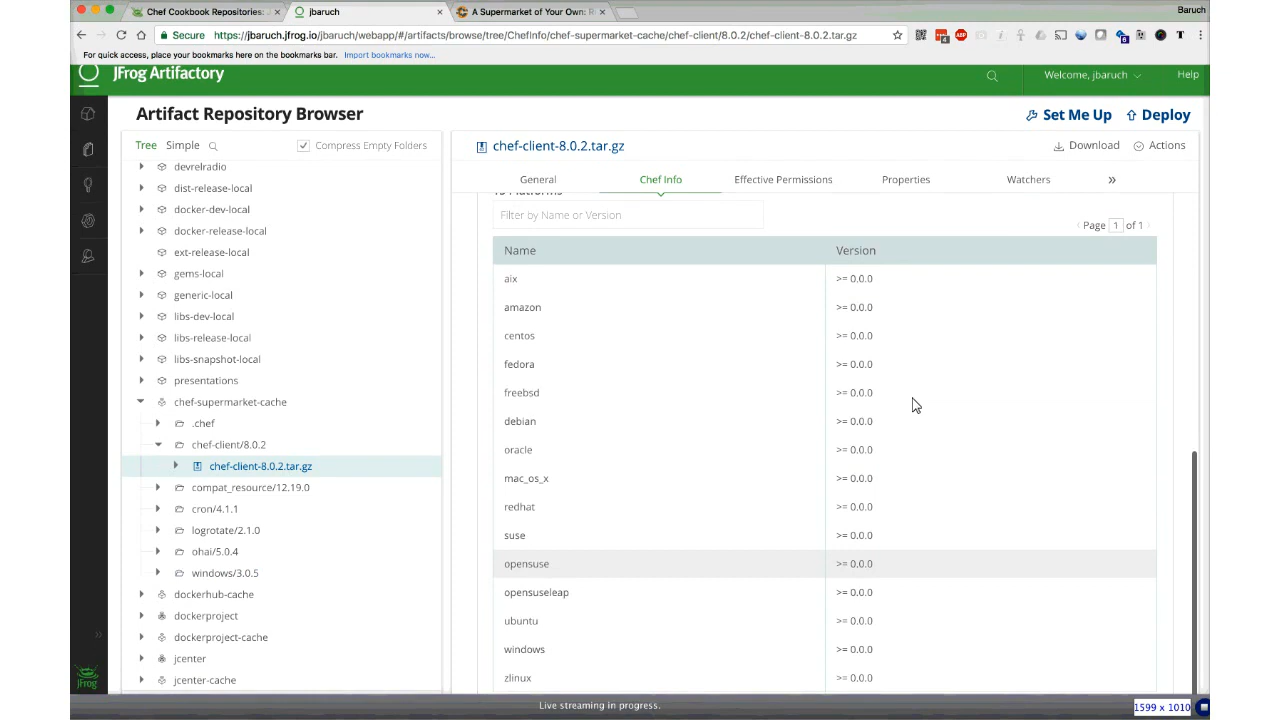 Chef Cookbook Repositories:
jbaruch
A Supermarket of Your Own: R
Baruch
Secure
https://jbaruch.jfrog.io/jbaruch/webapp/#/artifacts/browse/tree/ChefInfo/chef-supermarket-cache/chef-client/8.0.2/chef-client-8.0.2.tar.gz
For quick access, place your bookmarks here on the bookmarks bar. Import bookmarks now...
JFrog Artifactory
Welcome, jbaruch
Help
Artifact Repository Browser
Set Me Up
Deploy
Tree
Simple
Compress Empty Folders
devrelradio
dist-release-local
docker-dev-local
docker-release-local
ext-release-local
gems-local
generic-local
libs-dev-local
libs-release-local
libs-snapshot-local
presentations
chef-supermarket-cache
.chef
chef-client/8.0.2
chef-client-8.0.2.tar.gz
compat_resource/12.19.0
cron/4.1.1
logrotate/2.1.0
ohai/5.0.4
windows/3.0.5
dockerhub-cache
dockerproject
dockerproject-cache
jcenter
jcenter-cache
JFrog
chef-client-8.0.2.tar.gz
Download
Actions
General
Chef Info
Effective Permissions
Properties
Watchers
»
Platforms
Filter by Name or Version
Page 1 of 1
Name Version
aix >= 0.0.0
amazon >= 0.0.0
centos >= 0.0.0
fedora >= 0.0.0
freebsd >= 0.0.0
debian >= 0.0.0
oracle >= 0.0.0
mac_os_x >= 0.0.0
redhat >= 0.0.0
suse >= 0.0.0
opensuse >= 0.0.0
opensuseleap >= 0.0.0
ubuntu >= 0.0.0
windows >= 0.0.0
zlinux >= 0.0.0
Live streaming in progress.
1599 x 1010